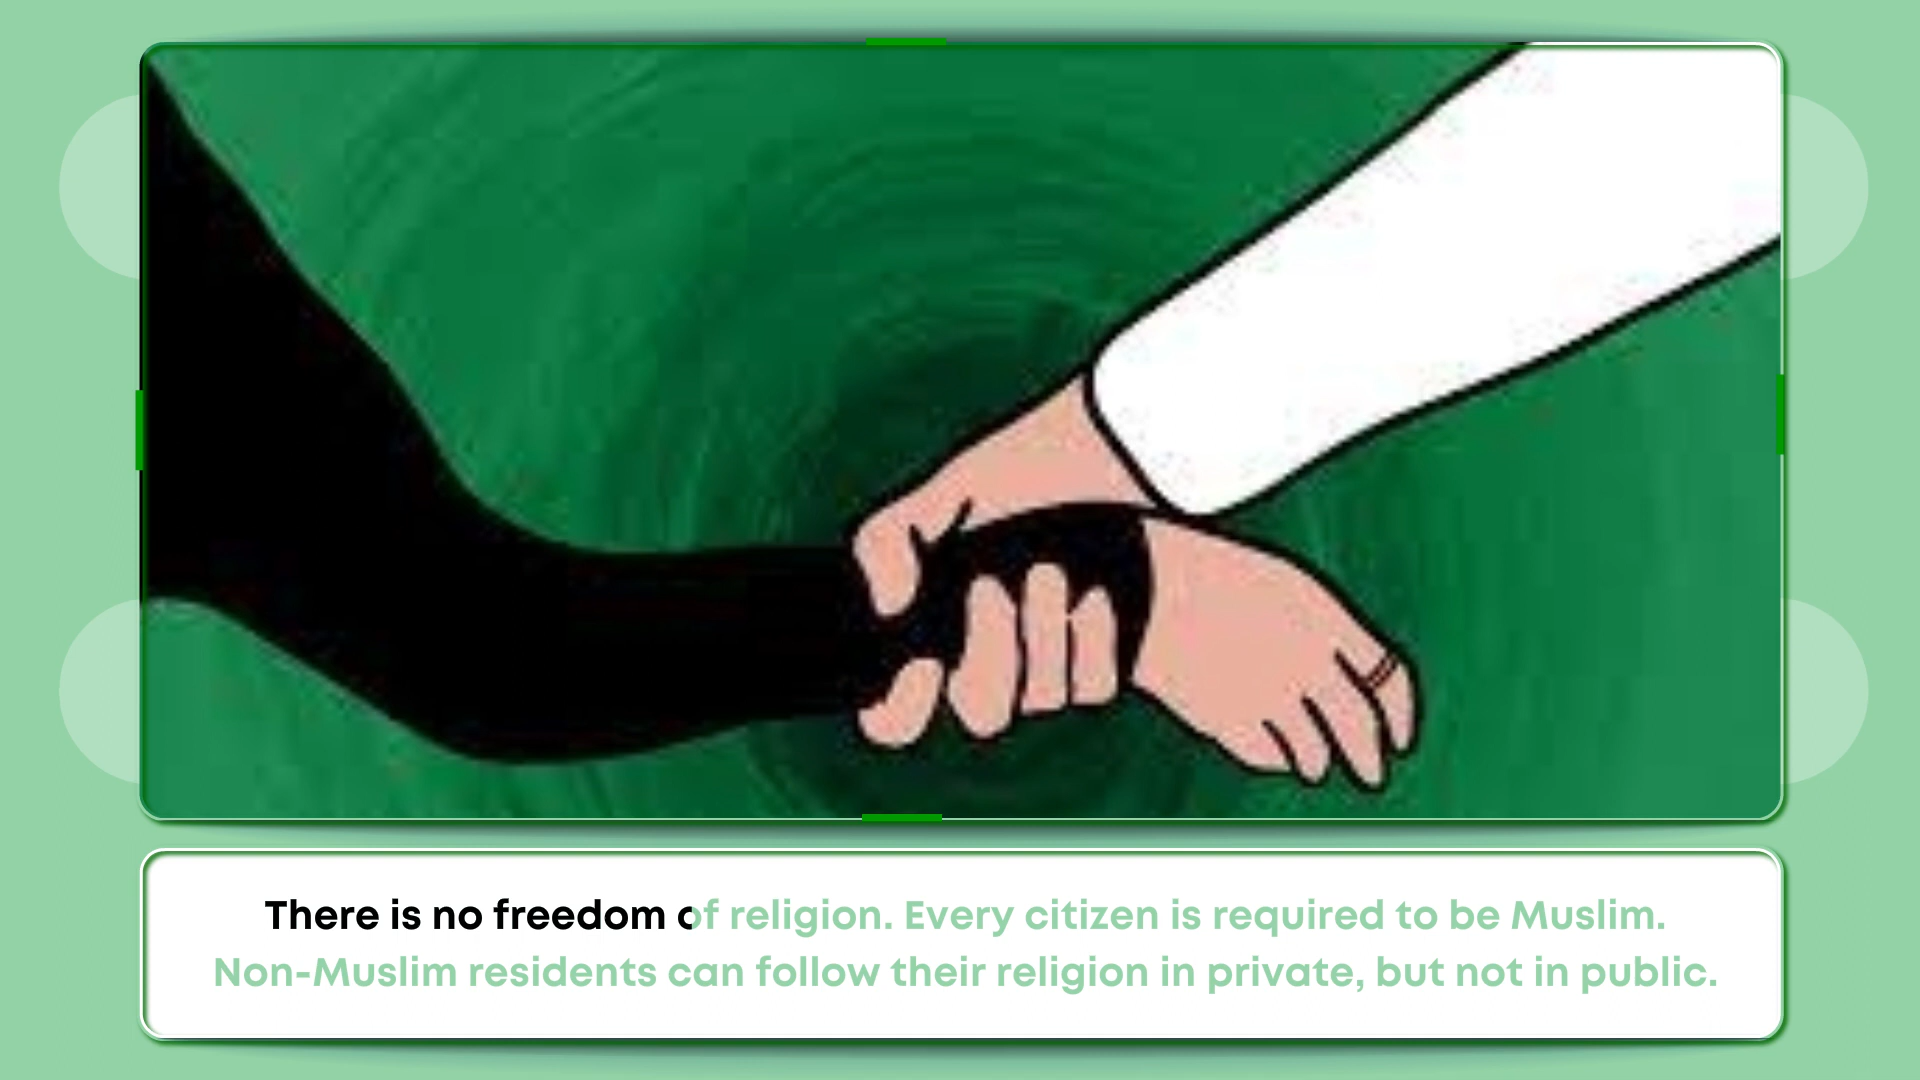 There is no freedom of religion. Every citizen is required to be Muslim.
Non-Muslim residents can follow their religion in private, but not in public.